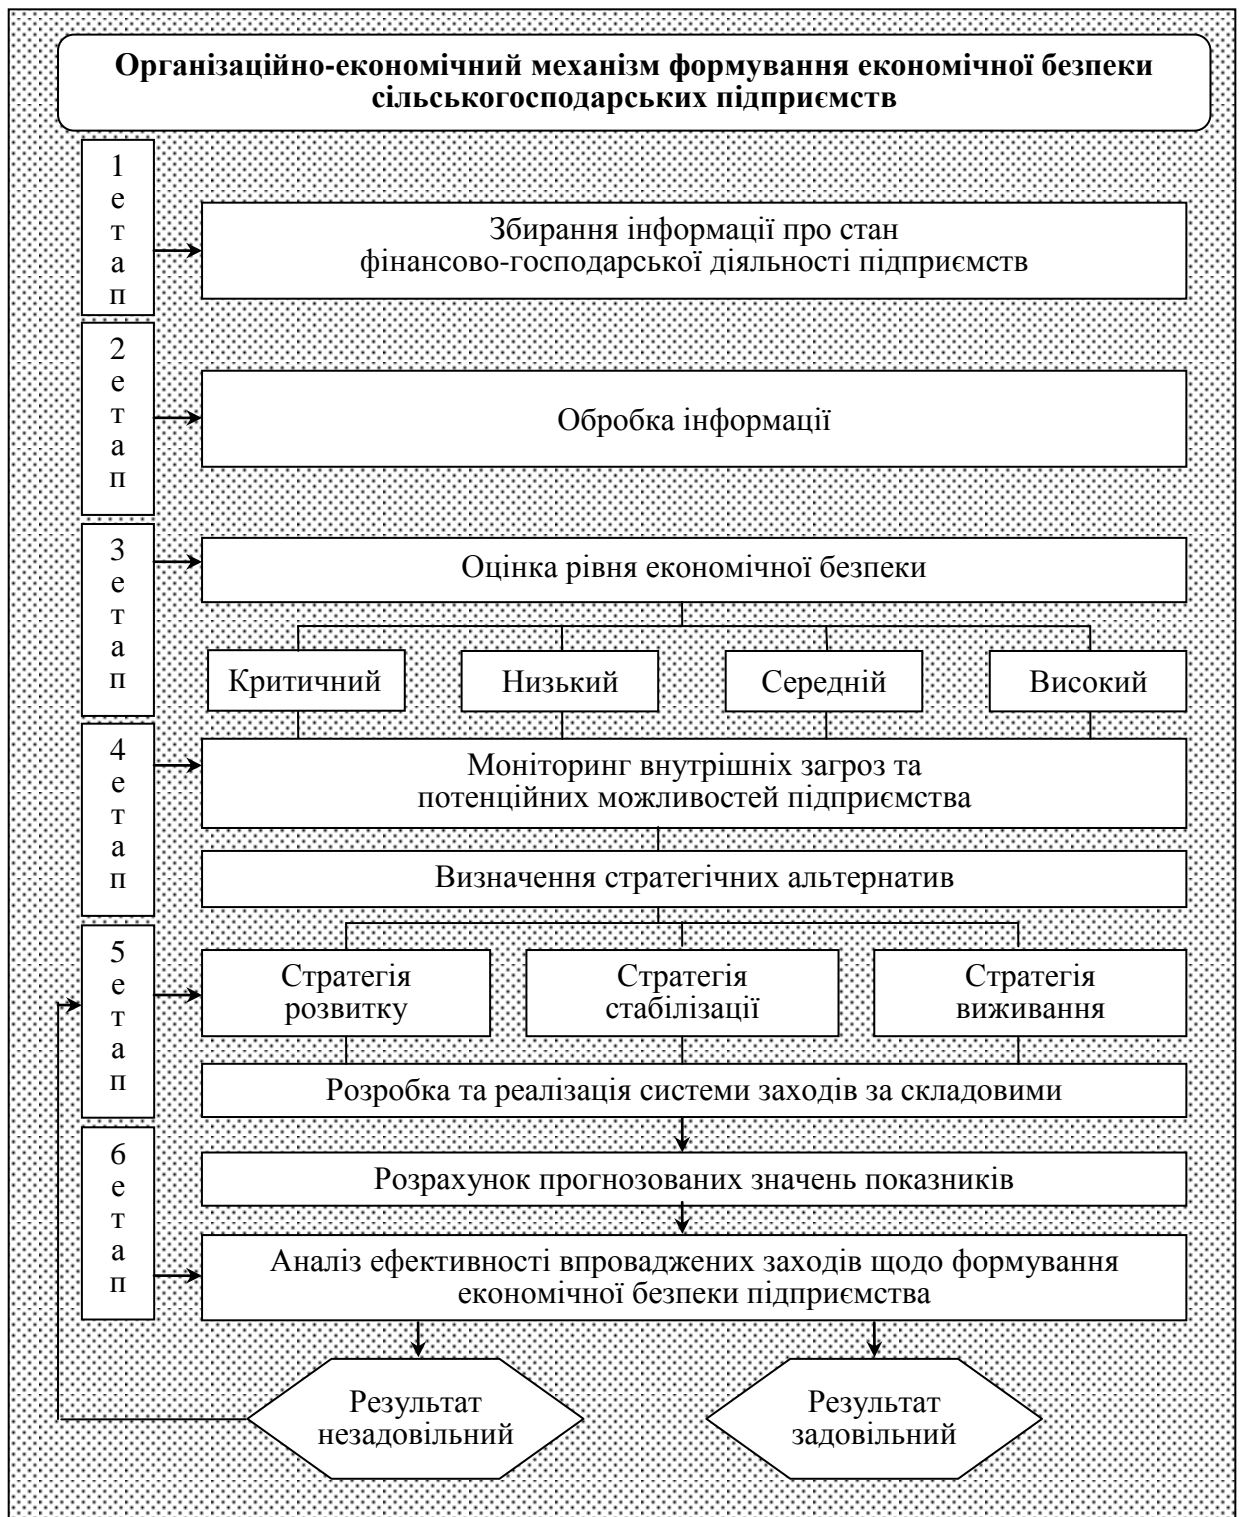 Організаційно-економічний механізм формування економічної безпеки
сільськогосподарських підприємств
1
е
т
а
п
Збирання інформації про стан
фінансово-господарської діяльності підприємств
2
е
т
а
п
Обробка інформації
3
е
т
а
п
Оцінка рівня економічної безпеки
Критичний
Низький
Середній
Високий
4
е
т
а
п
Моніторинг внутрішніх загроз та
потенційних можливостей підприємства
Визначення стратегічних альтернатив
5
е
т
а
п
Стратегія
розвитку
Стратегія
стабілізації
Стратегія
виживання
Розробка та реалізація системи заходів за складовими
6
е
т
а
п
Розрахунок прогнозованих значень показників
Аналіз ефективності впроваджених заходів щодо формування
економічної безпеки підприємства
Результат
незадовільний
Результат
задовільний